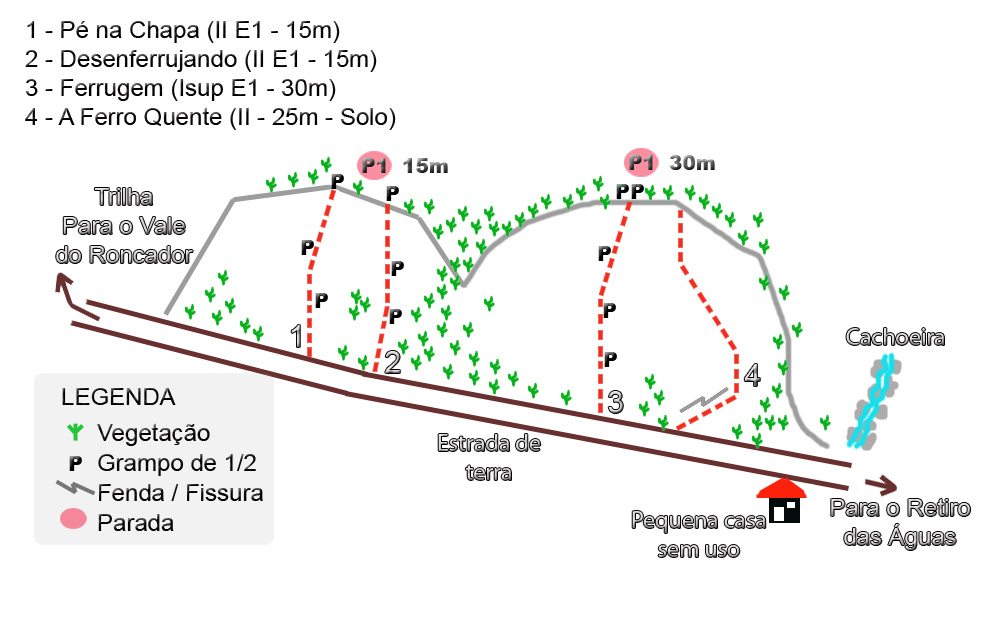 1 - Pé na Chapa (II E1 - 15m)
2 - Desenferrujando (II E1 - 15m)
3 - Ferrugem (Isup E1 - 30m)
4 - A Ferro Quente (II - 25m - Solo)
P1 15m
P1 30m
P
P
PP
Trilha
Para o Vale
do Roncador
P
P
P
P
P
P
P
1
2
3
4
Cachoeira
LEGENDA
Vegetação
P Grampo de 1/2
Fenda / Fissura
Parada
Estrada de
terra
Pequena casa
sem uso
Para o Retiro
das Águas